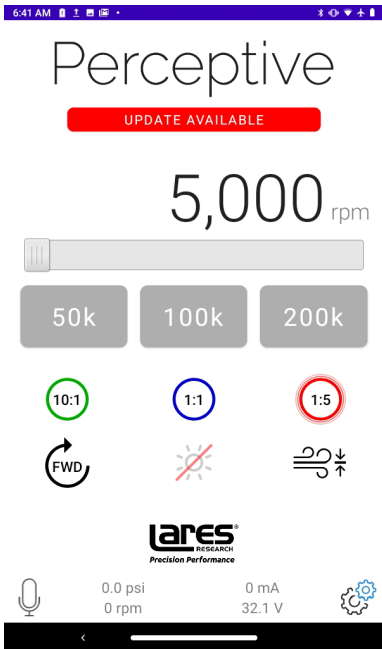 6:41 AM
Perceptive
UPDATE AVAILABLE
5,000 rpm
50k 100k 200k
10:1 1:1 1:5
FWD
Lares®
RESEARCH
Precision Performance
0.0 psi 0 mA
0 rpm 32.1 V